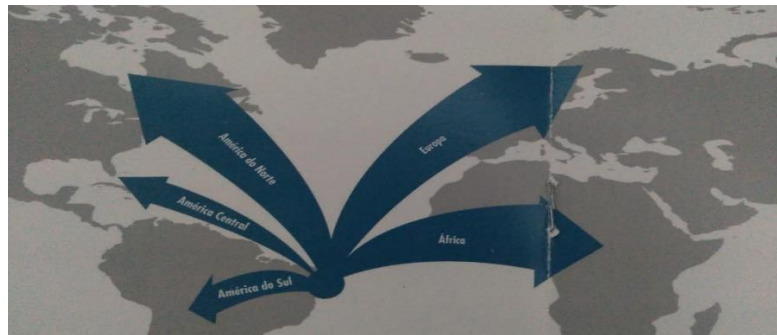 América do Norte
Europa
América Central
África
América do Sul